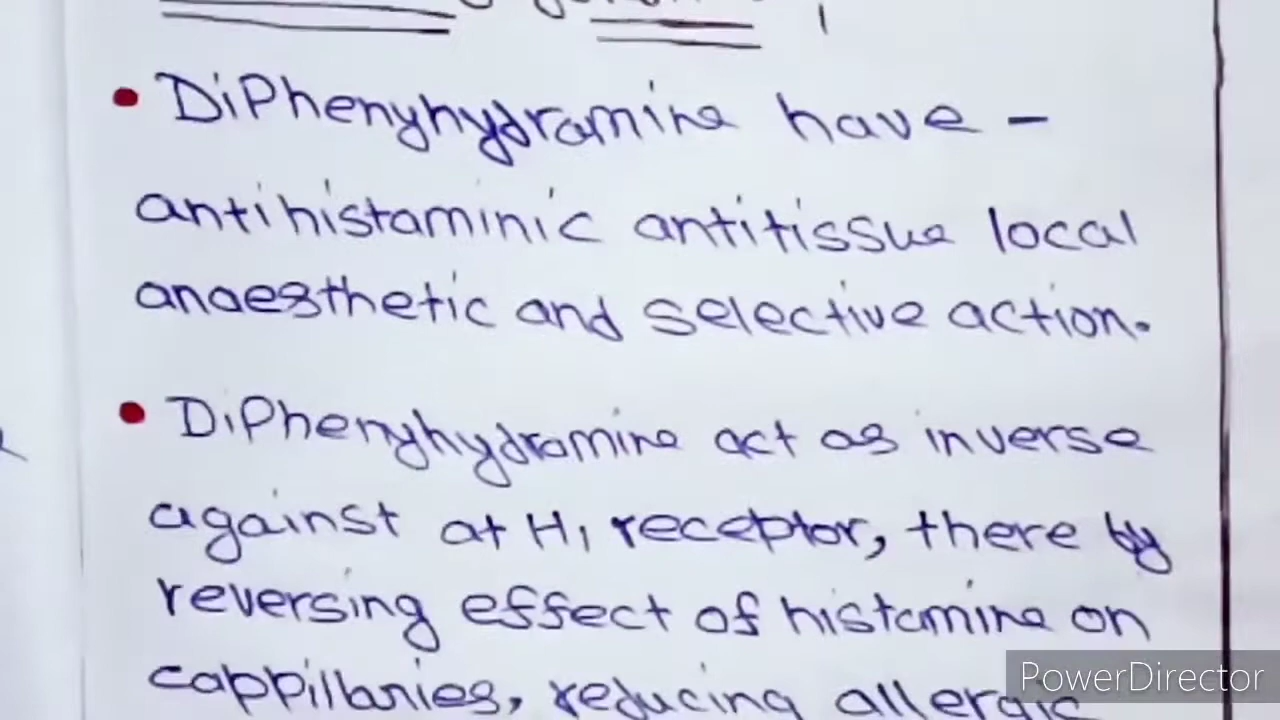 • Diphenyhydramine have -
antihistaminic antitissue local
anaesthetic and selective action.
• Diphenyhydramine act as inverse
against at H1 receptor, there by
reversing effect of histamine on
cappillaries, reducing allergic
PowerDirector